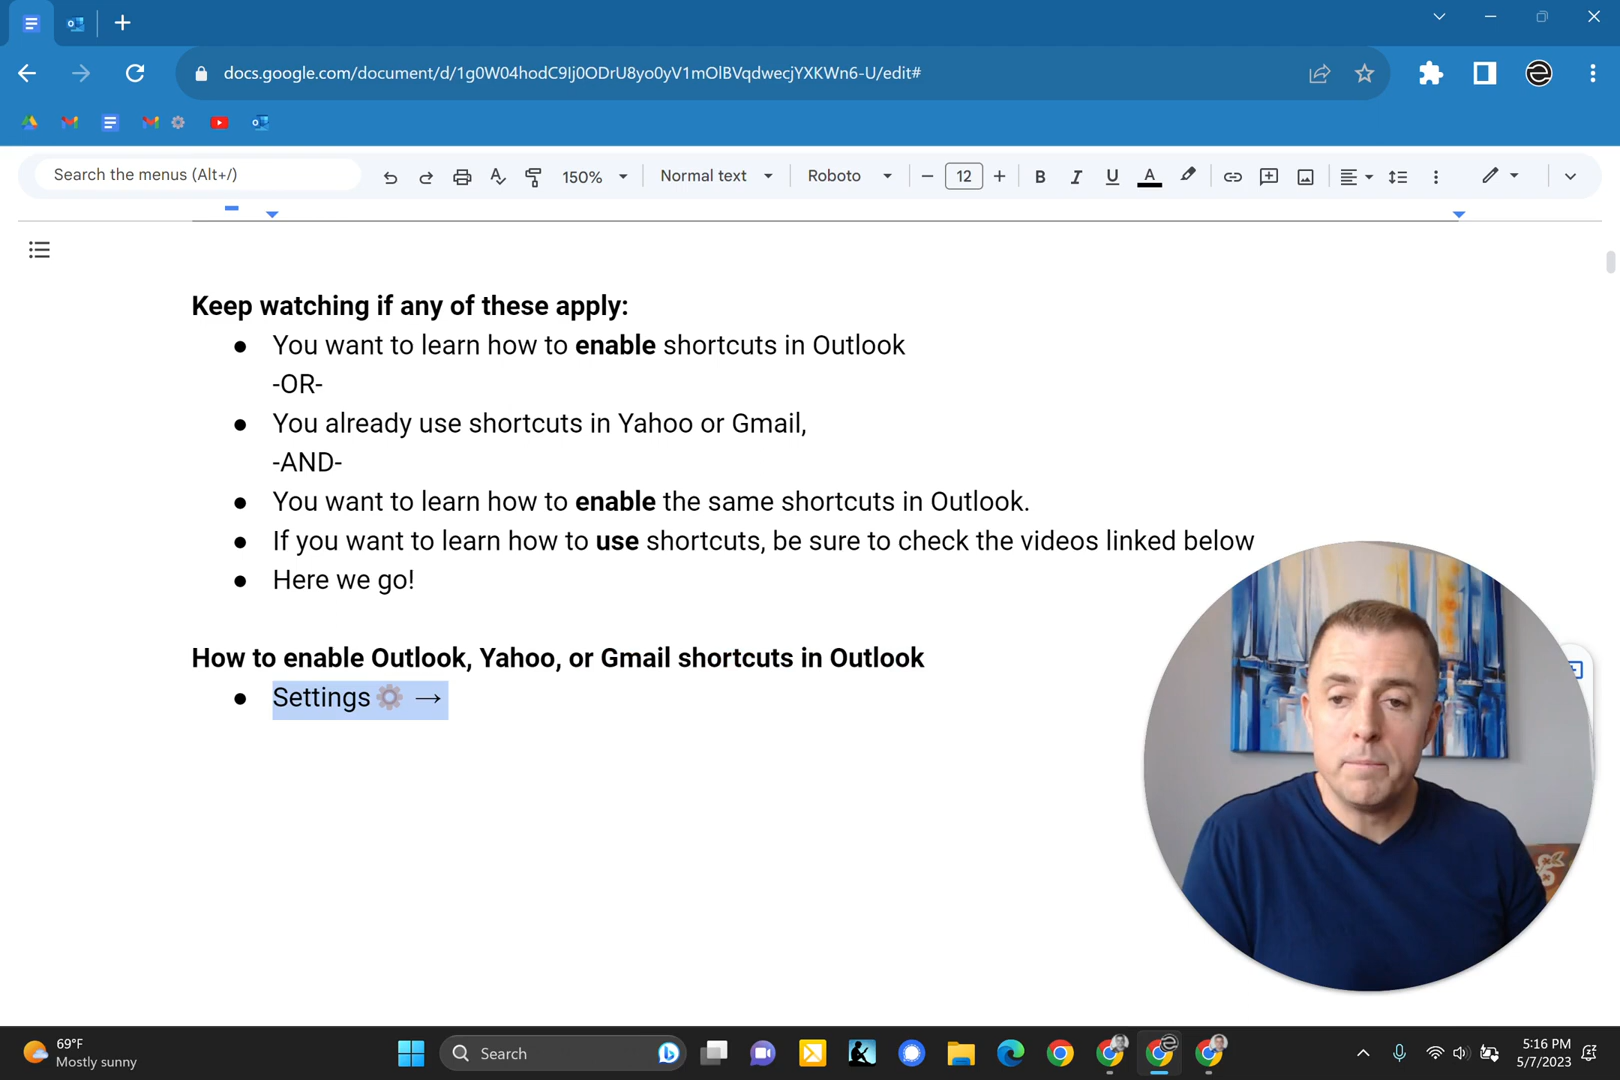 docs.google.com/document/d/1g0W04hodC9Ij0ODrU8yo0yV1mOlBVqdwecjYXKWn6-U/edit#
Search the menus (Alt+/)
150%
Normal text
Roboto
12
Keep watching if any of these apply:
● You want to learn how to enable shortcuts in Outlook
-OR-
● You already use shortcuts in Yahoo or Gmail,
-AND-
● You want to learn how to enable the same shortcuts in Outlook.
● If you want to learn how to use shortcuts, be sure to check the videos linked below
● Here we go!
How to enable Outlook, Yahoo, or Gmail shortcuts in Outlook
● Settings⚙️ →
69°F
Mostly sunny
Search
5:16 PM
5/7/2023